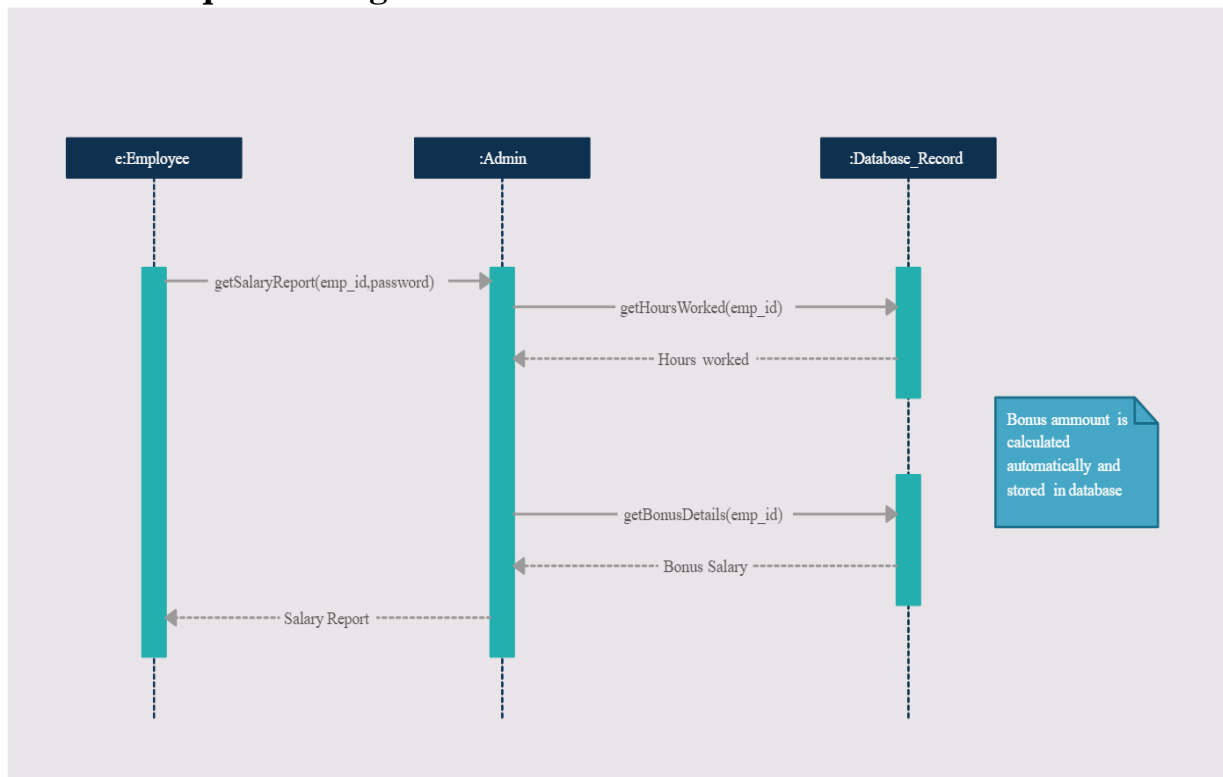 e:Employee
:Admin
:Database_Record
getSalaryReport(emp_id,password)
getHoursWorked(emp_id)
Hours worked
Bonus ammount is
calculated
automatically and
stored in database
getBonusDetails(emp_id)
Bonus Salary
Salary Report